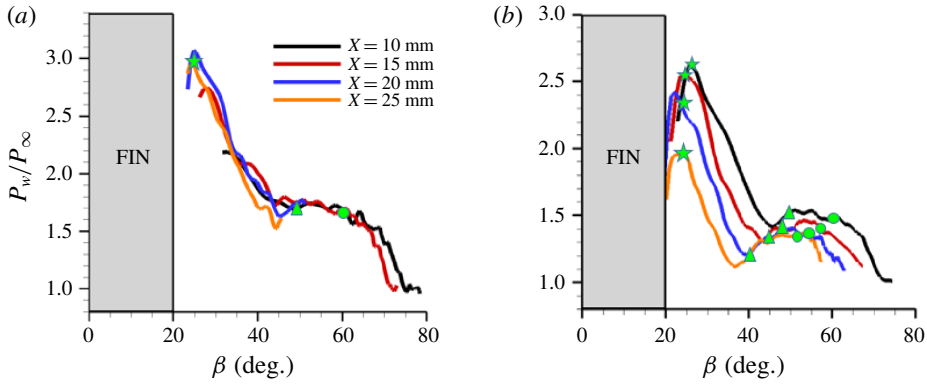 (a)
3.0
2.5
2.0
1.5
1.0
P_w/P_∞
FIN
X = 10 mm
X = 15 mm
X = 20 mm
X = 25 mm
0 20 40 60 80
β (deg.)
(b)
3.0
2.5
2.0
1.5
1.0
FIN
0 20 40 60 80
β (deg.)